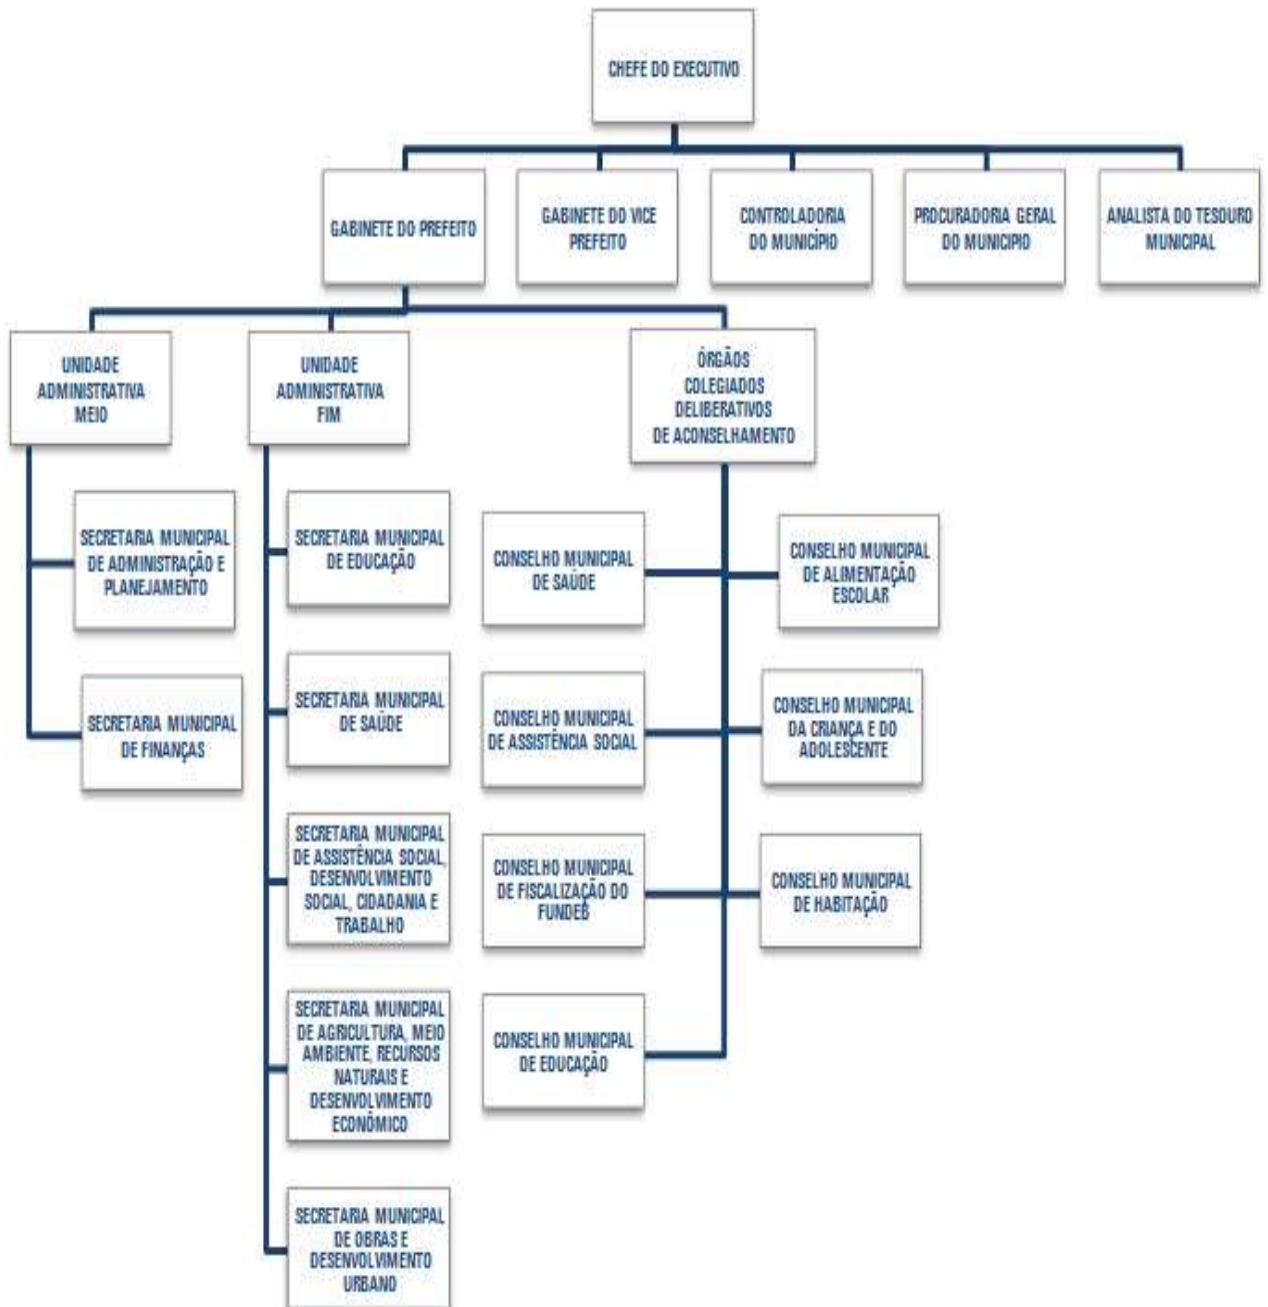 CHEFE DO EXECUTIVO
GABINETE DO PREFEITO
GABINETE DO VICE
PREFEITO
CONTROLADORIA
DO MUNICÍPIO
PROCURADORIA GERAL
DO MUNICIPIO
ANALISTA DO TESOURO
MUNICIPAL
UNIDADE
ADMINISTRATIVA
MEIO
UNIDADE
ADMINISTRATIVA
FIM
ÓRGÃOS
COLEGIADOS
DELIBERATIVOS
DE ACONSELHAMENTO
SECRETARIA MUNICIPAL
DE ADMINISTRAÇÃO E
PLANEJAMENTO
SECRETARIA MUNICIPAL
DE FINANÇAS
SECRETARIA MUNICIPAL
DE EDUCAÇÃO
SECRETARIA MUNICIPAL
DE SAÚDE
SECRETARIA MUNICIPAL
DE ASSISTÊNCIA SOCIAL,
DESENVOLVIMENTO
SOCIAL, CIDADANIA E
TRABALHO
SECRETARIA MUNICIPAL
DE AGRICULTURA, MEIO
AMBIENTE, RECURSOS
NATURAIS E
DESENVOLVIMENTO
ECONÔMICO
SECRETARIA MUNICIPAL
DE OBRAS E
DESENVOLVIMENTO
URBANO
CONSELHO MUNICIPAL
DE SAÚDE
CONSELHO MUNICIPAL
DE ASSISTÊNCIA SOCIAL
CONSELHO MUNICIPAL
DE FISCALIZAÇÃO DO
FUNDEB
CONSELHO MUNICIPAL
DE EDUCAÇÃO
CONSELHO MUNICIPAL
DE ALIMENTAÇÃO
ESCOLAR
CONSELHO MUNICIPAL
DA CRIANÇA E DO
ADOLESCENTE
CONSELHO MUNICIPAL
DE HABITAÇÃO